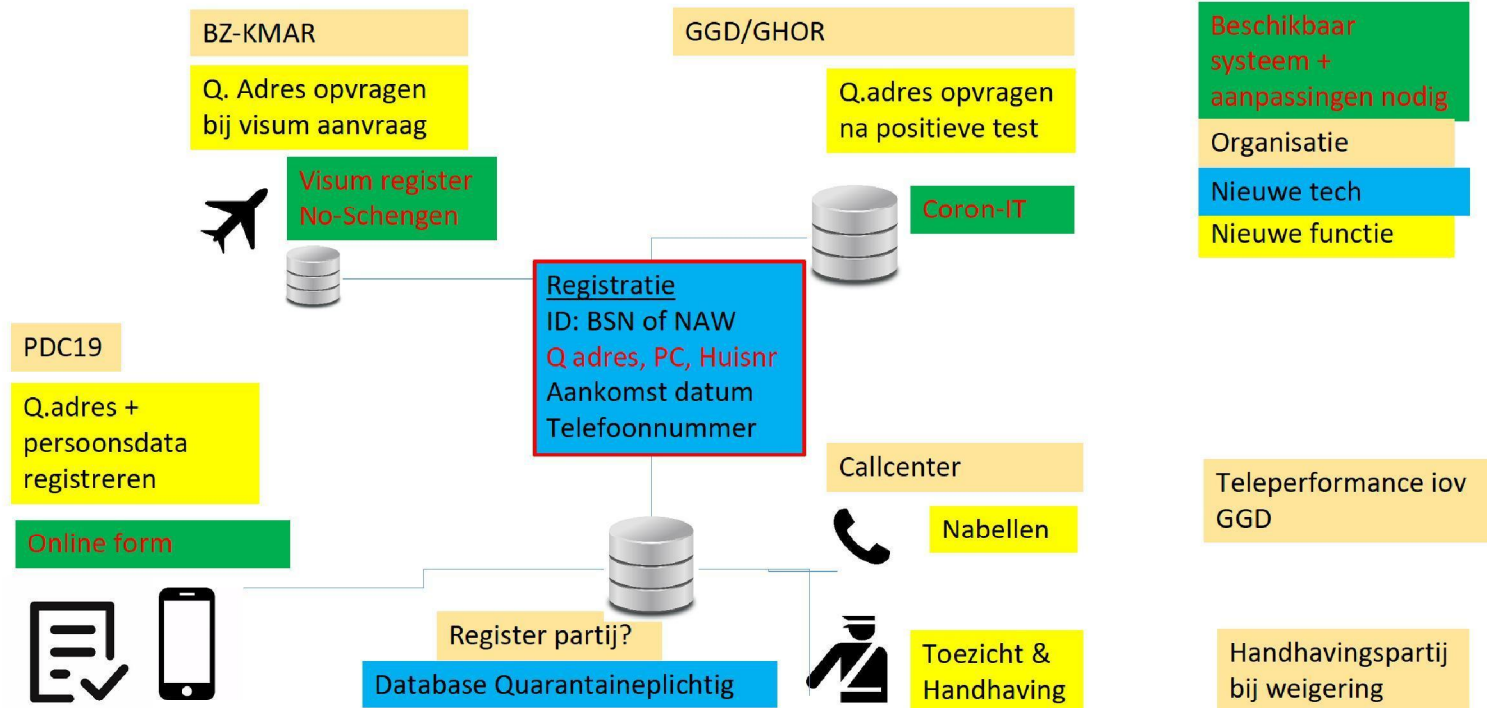 BZ-KMAR
Q. Adres opvragen
bij visum aanvraag
Visum register
No-Schengen
GGD/GHOR
Q.adres opvragen
na positieve test
Coron-IT
Beschikbaar
systeem +
aanpassingen nodig
Organisatie
Nieuwe tech
Nieuwe functie
Registratie
ID: BSN of NAW
Q adres, PC, Huisnr
Aankomst datum
Telefoonnummer
PDC19
Q.adres +
persoonsdata
registreren
Online form
Callcenter
Nabellen
Teleperformance iov
GGD
Register partij?
Database Quarantaineplichtig
Toezicht &
Handhaving
Handhavingspartij
bij weigering